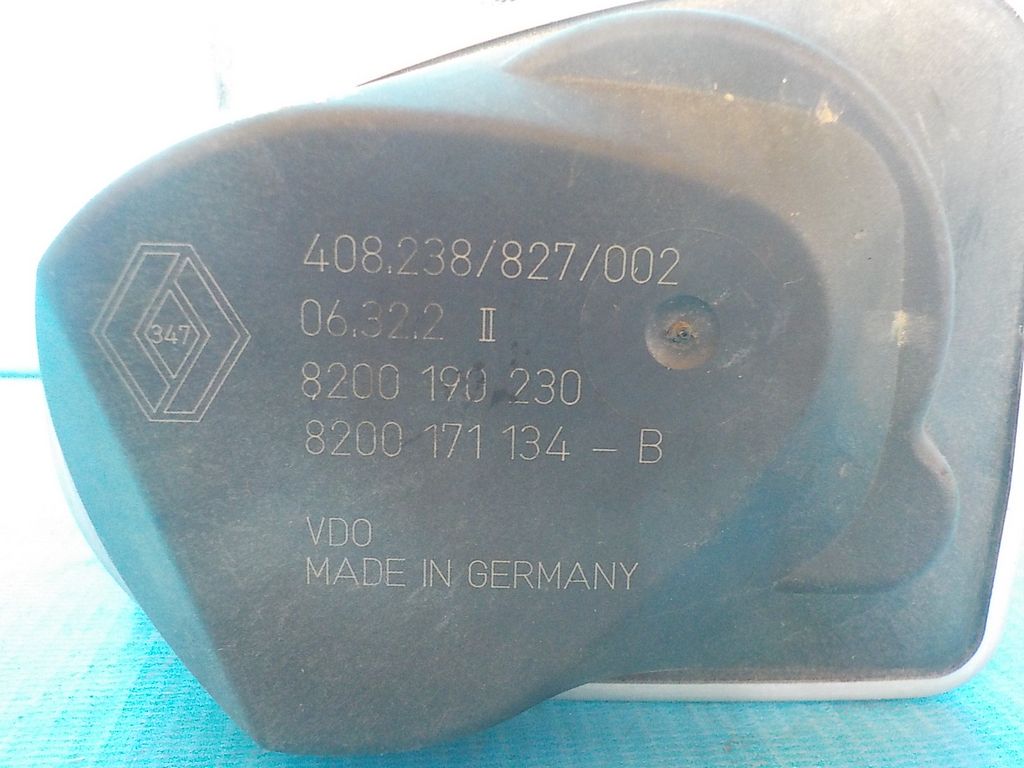 347
408.238/827/002
06.32.2 II
8200 190 230
8200 171 134 - B
VDO
MADE IN GERMANY